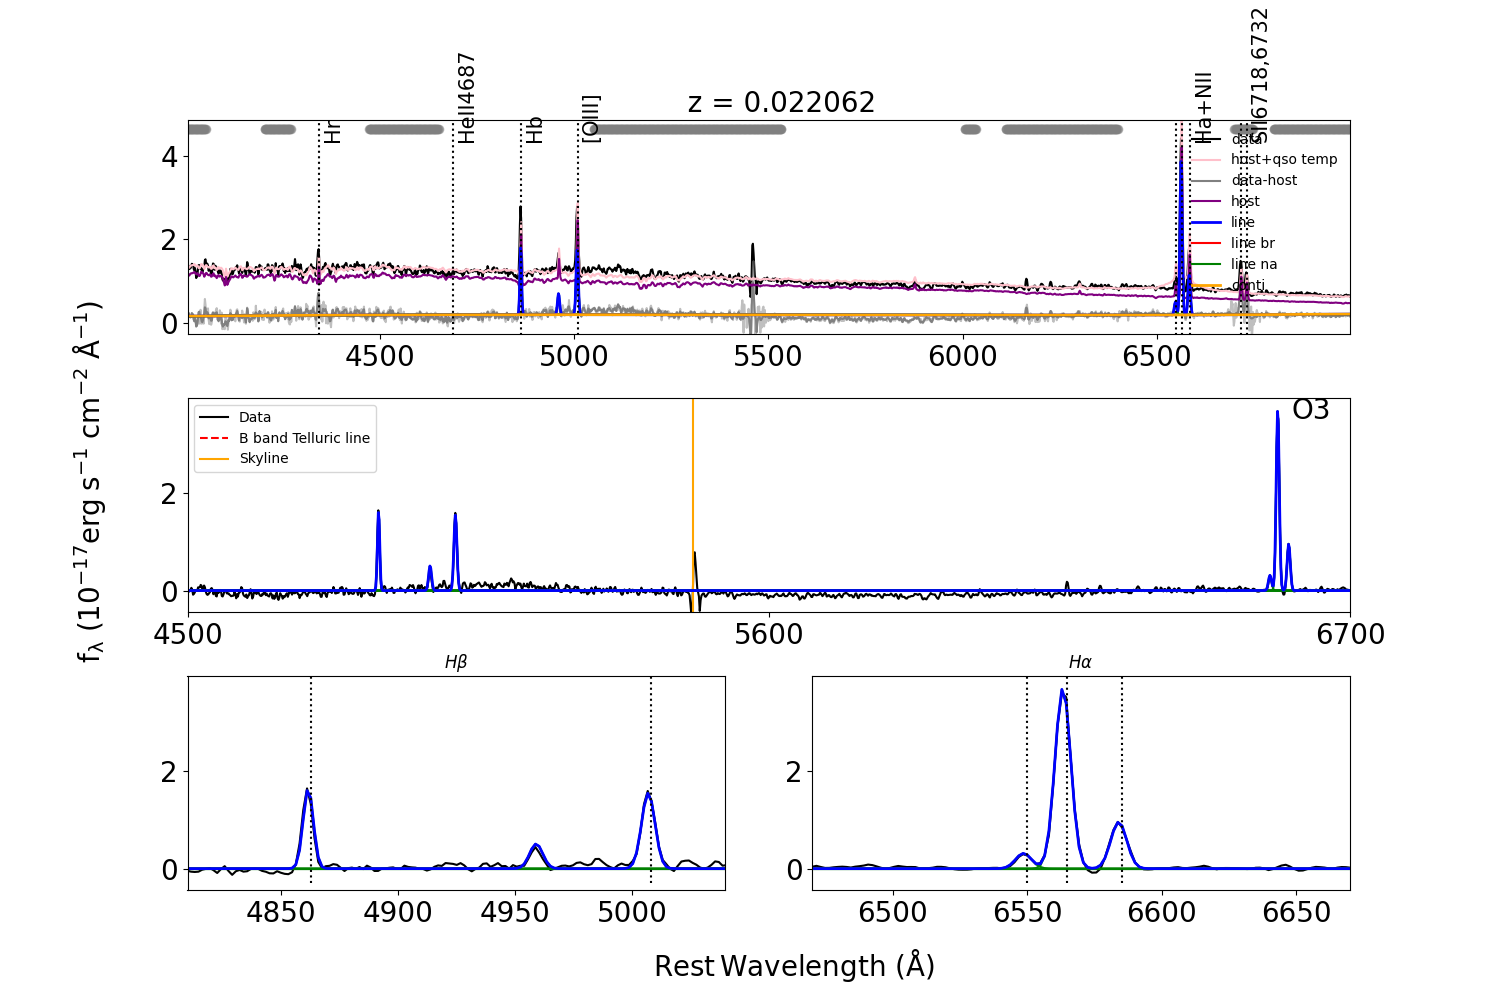 z = 0.022062
Hr
HeII4687
Hb
[OIII]
Ha+NII
SII6718,6732
data
host+qso temp
data-host
host
line
line br
line na
conti
4
2
0
4500 5000 5500 6000 6500
fλ (10⁻¹⁷erg s⁻¹ cm⁻² Å⁻¹)
Data
B band Telluric line
Skyline
O3
2
0
4500 5600 6700
Hβ
2
0
4850 4900 4950 5000
Hα
2
0
6500 6550 6600 6650
Rest Wavelength (Å)